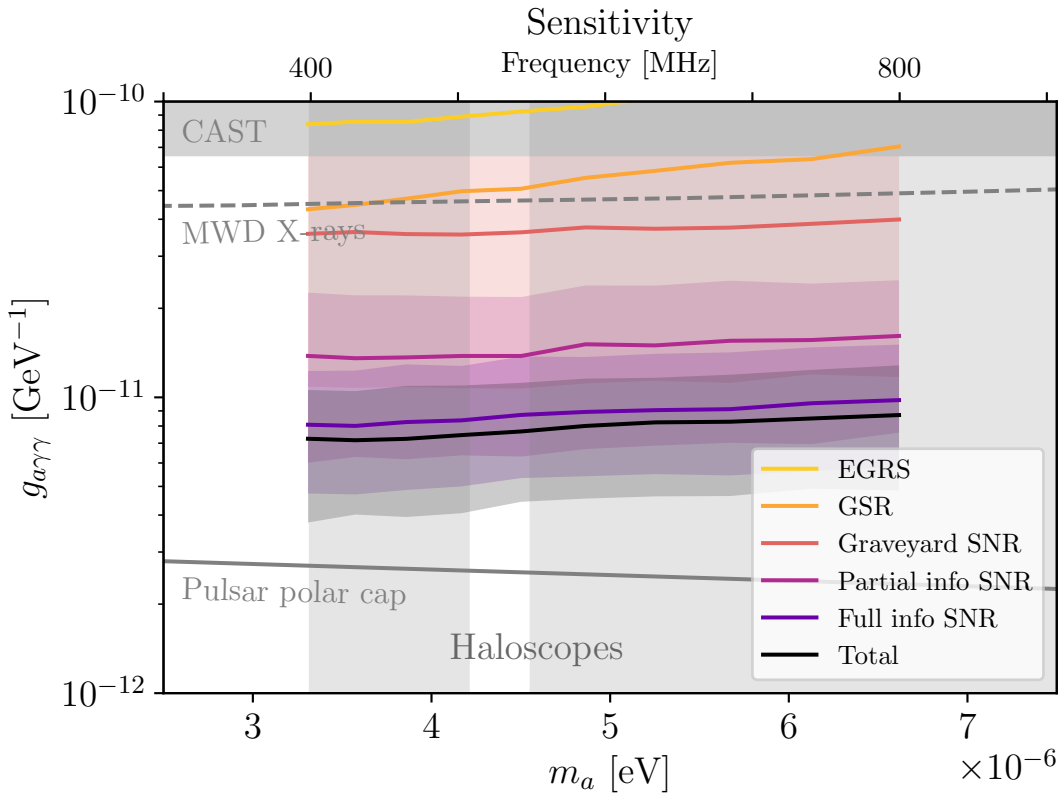 Sensitivity
Frequency [MHz]
400
800
10⁻¹⁰
CAST
MWD X-rays
10⁻¹¹
g_{aγγ} [GeV⁻¹]
EGRS
GSR
Graveyard SNR
Partial info SNR
Full info SNR
Total
Pulsar polar cap
Haloscopes
10⁻¹²
3 4 5 6 7
m_a [eV]
×10⁻⁶